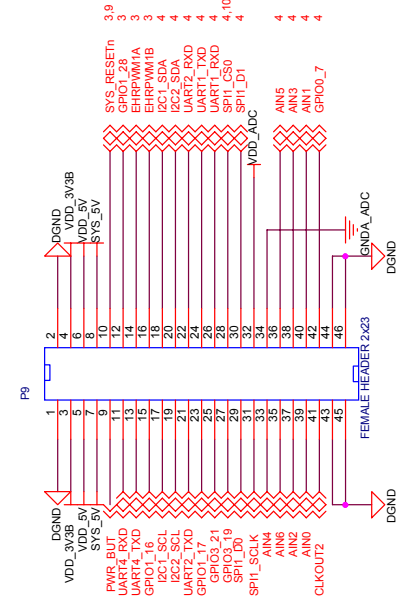 P9
FEMALE HEADER 2x23
DGND
VDD_3V3B
VDD_5V
SYS_5V
PWR_BUT
UART4_RXD
UART4_TXD
GPIO1_16
I2C1_SCL
I2C2_SCL
UART2_TXD
GPIO1_17
GPIO3_21
GPIO3_19
SPI1_D0
SPI1_SCLK
AIN4
AIN6
AIN2
AIN0
CLKOUT2
DGND
1 2
3 4
5 6
7 8
9 10
11 12
13 14
15 16
17 18
19 20
21 22
23 24
25 26
27 28
29 30
31 32
33 34
35 36
37 38
39 40
41 42
43 44
45 46
DGND
VDD_3V3B
VDD_5V
SYS_5V
SYS_RESETn 3,9
GPIO1_28 3
EHRPWM1A 3
EHRPWM1B 3
I2C1_SDA 4
I2C2_SDA 4
UART2_RXD 4
UART1_TXD 4
UART1_RXD 4
SPI1_CS0 4,10
SPI1_D1 4
VDD_ADC
AIN5 4
AIN3 4
AIN1 4
GPIO0_7 4
GNDA_ADC
DGND